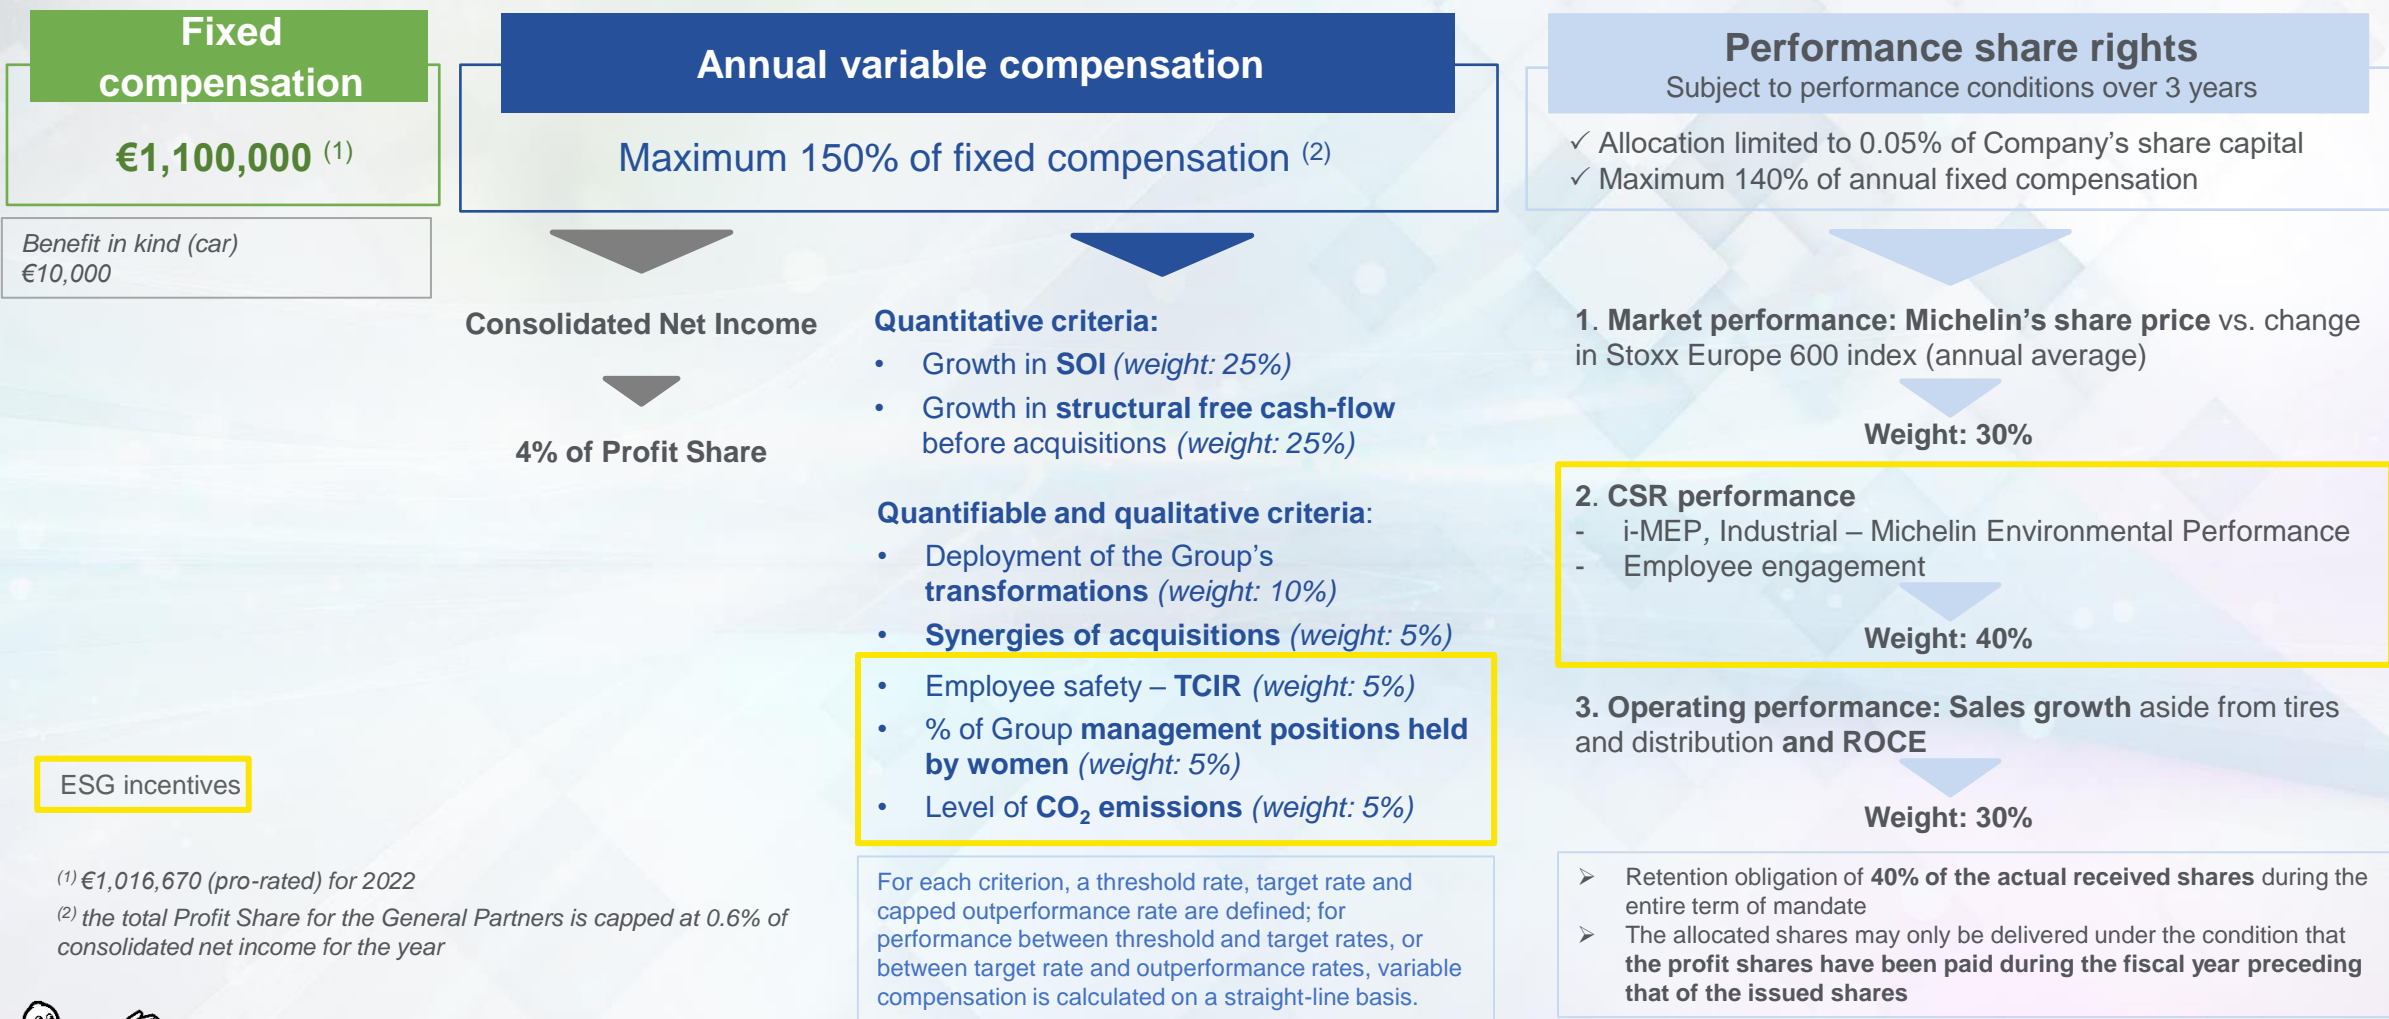 Fixed
compensation
€1,100,000 (1)
Benefit in kind (car)
€10,000
Annual variable compensation
Maximum 150% of fixed compensation (2)
Consolidated Net Income
4% of Profit Share
Quantitative criteria:
• Growth in SOI (weight: 25%)
• Growth in structural free cash-flow
before acquisitions (weight: 25%)
Quantifiable and qualitative criteria:
• Deployment of the Group's
transformations (weight: 10%)
• Synergies of acquisitions (weight: 5%)
• Employee safety – TCIR (weight: 5%)
• % of Group management positions held
by women (weight: 5%)
• Level of CO2 emissions (weight: 5%)
For each criterion, a threshold rate, target rate and
capped outperformance rate are defined; for
performance between threshold and target rates, or
between target rate and outperformance rates, variable
compensation is calculated on a straight-line basis.
Performance share rights
Subject to performance conditions over 3 years
✓ Allocation limited to 0.05% of Company's share capital
✓ Maximum 140% of annual fixed compensation
1. Market performance: Michelin's share price vs. change
in Stoxx Europe 600 index (annual average)
Weight: 30%
2. CSR performance
- i-MEP, Industrial – Michelin Environmental Performance
- Employee engagement
Weight: 40%
3. Operating performance: Sales growth aside from tires
and distribution and ROCE
Weight: 30%
➢ Retention obligation of 40% of the actual received shares during the
entire term of mandate
➢ The allocated shares may only be delivered under the condition that
the profit shares have been paid during the fiscal year preceding
that of the issued shares
ESG incentives
(1) €1,016,670 (pro-rated) for 2022
(2) the total Profit Share for the General Partners is capped at 0.6% of
consolidated net income for the year